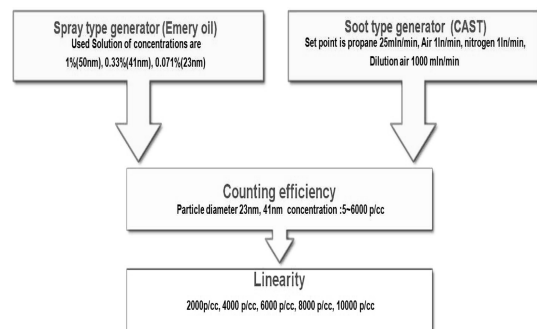 Spray type generator (Emery oil)
Used Solution of concentrations are
1%(50nm), 0.33%(41nm), 0.071%(23nm)
Soot type generator (CAST)
Set point is propane 25mln/min, Air 1ln/min, nitrogen 1ln/min,
Dilution air 1000 mln/min
Counting efficiency
Particle diameter 23nm, 41nm concentration :5~6000 p/cc
Linearity
2000p/cc, 4000 p/cc, 6000 p/cc, 8000 p/cc, 10000 p/cc